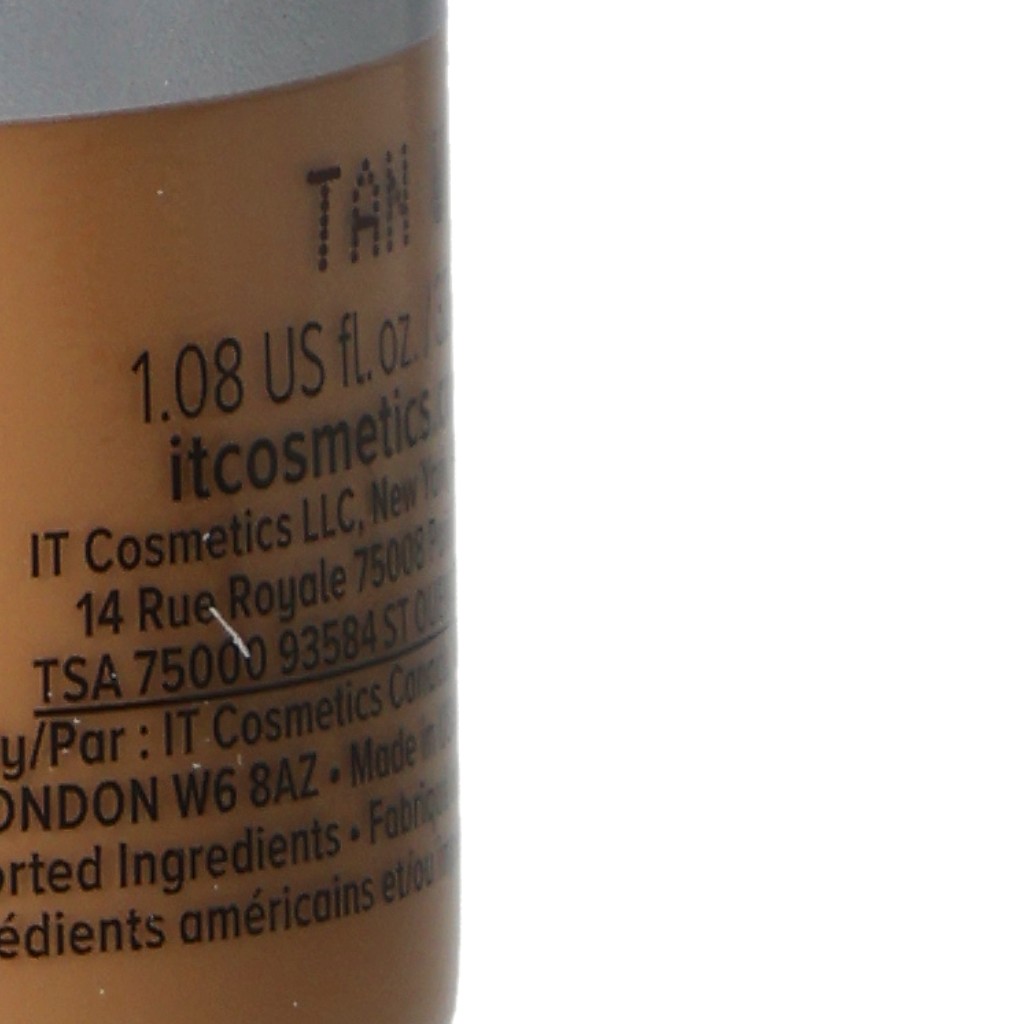 TAN
1.08 US fl. oz. /
itcosmetics.
IT Cosmetics LLC, New
14 Rue Royale 75008
TSA 75000 93584 ST
y/Par : IT Cosmetics
ONDON W6 8AZ • Made in
orted Ingredients • Fabriqu
édients américains et/ou